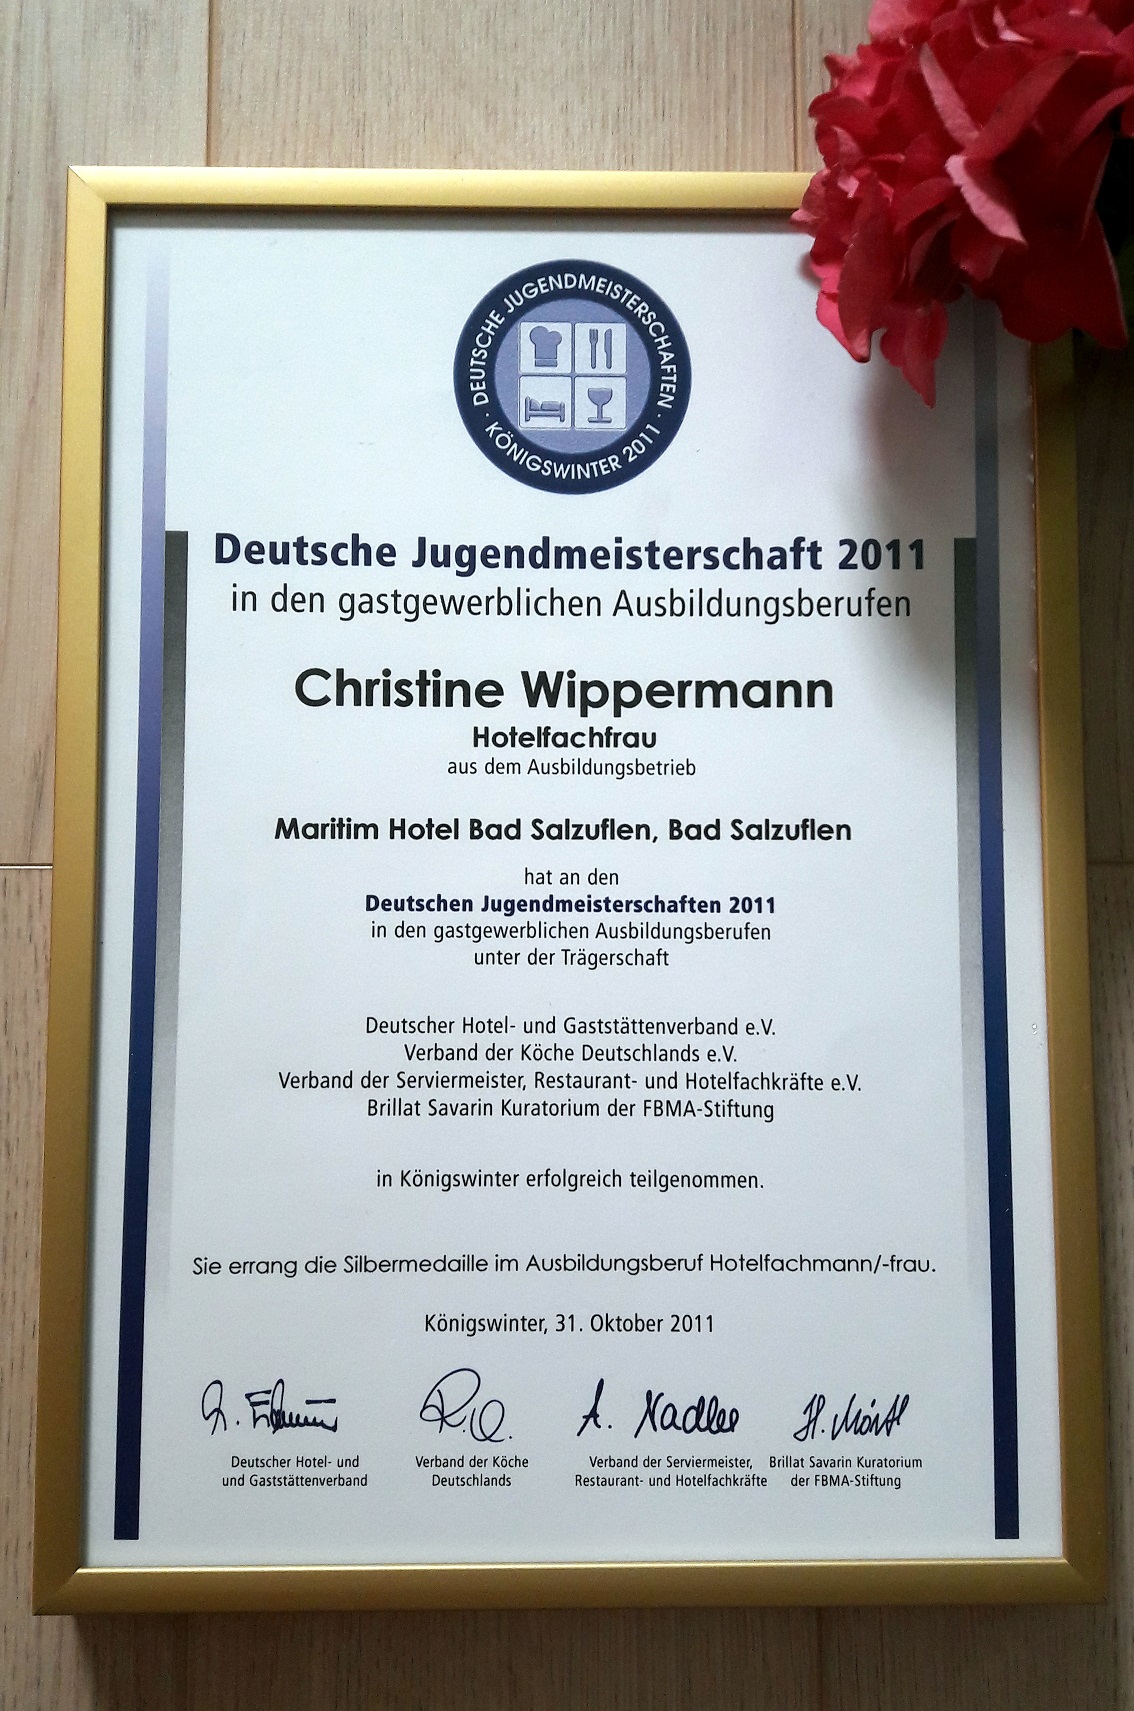 DEUTSCHE JUGENDMEISTERSCHAFTEN
· KÖNIGSWINTER 2011 ·
Deutsche Jugendmeisterschaft 2011
in den gastgewerblichen Ausbildungsberufen
Christine Wippermann
Hotelfachfrau
aus dem Ausbildungsbetrieb
Maritim Hotel Bad Salzuflen, Bad Salzuflen
hat an den
Deutschen Jugendmeisterschaften 2011
in den gastgewerblichen Ausbildungsberufen
unter der Trägerschaft
Deutscher Hotel- und Gaststättenverband e.V.
Verband der Köche Deutschlands e.V.
Verband der Serviermeister, Restaurant- und Hotelfachkräfte e.V.
Brillat Savarin Kuratorium der FBMA-Stiftung
in Königswinter erfolgreich teilgenommen.
Sie errang die Silbermedaille im Ausbildungsberuf Hotelfachmann/-frau.
Königswinter, 31. Oktober 2011
A. Nadler
Deutscher Hotel- und
und Gaststättenverband
Verband der Köche
Deutschlands
Verband der Serviermeister,
Restaurant- und Hotelfachkräfte
Brillat Savarin Kuratorium
der FBMA-Stiftung